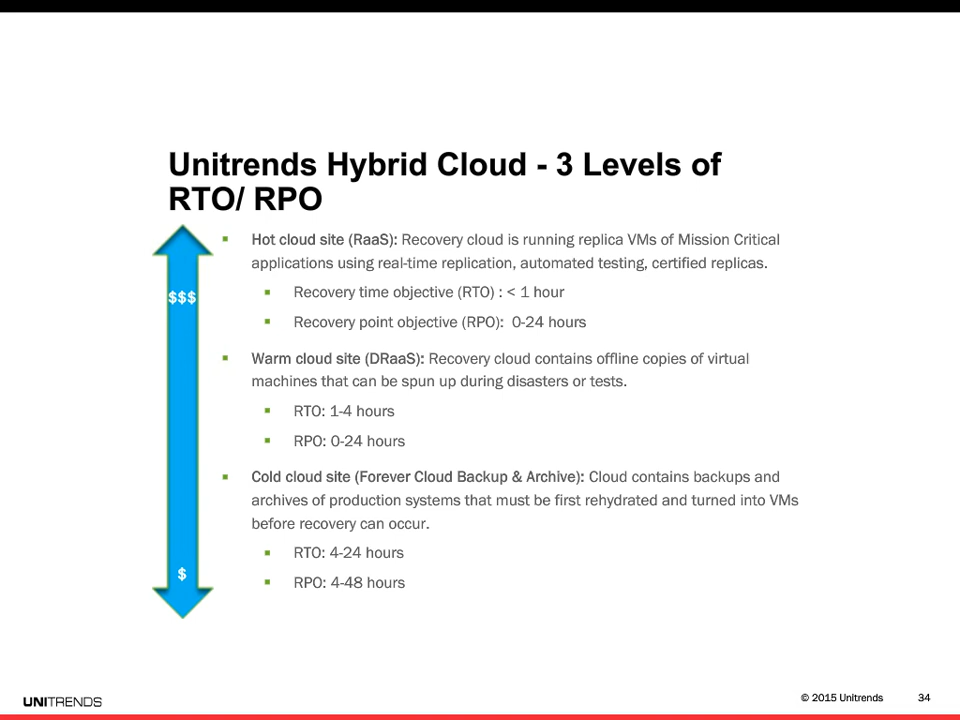 Unitrends Hybrid Cloud - 3 Levels of
RTO/ RPO
Hot cloud site (RaaS): Recovery cloud is running replica VMs of Mission Critical
applications using real-time replication, automated testing, certified replicas.
$$$
Recovery time objective (RTO) : < 1 hour
Recovery point objective (RPO): 0-24 hours
Warm cloud site (DRaaS): Recovery cloud contains offline copies of virtual
machines that can be spun up during disasters or tests.
RTO: 1-4 hours
RPO: 0-24 hours
Cold cloud site (Forever Cloud Backup & Archive): Cloud contains backups and
archives of production systems that must be first rehydrated and turned into VMs
before recovery can occur.
RTO: 4-24 hours
$
RPO: 4-48 hours
UNITRENDS
© 2015 Unitrends
34